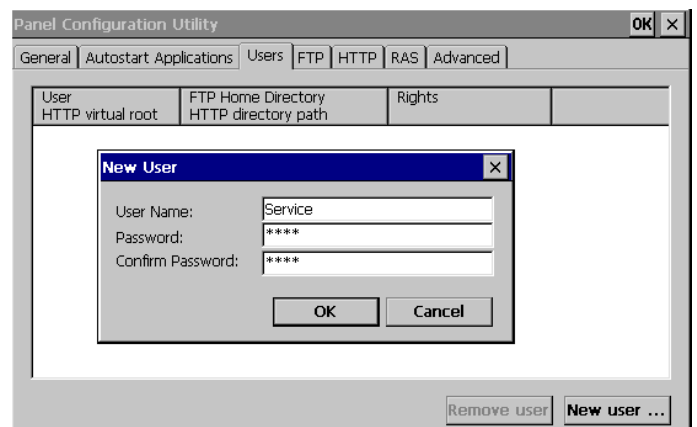 Panel Configuration Utility OK ×
General Autostart Applications Users FTP HTTP RAS Advanced
User FTP Home Directory Rights
HTTP virtual root HTTP directory path
New User ×
User Name: Service
Password: ****
Confirm Password: ****
OK Cancel
Remove user New user ...